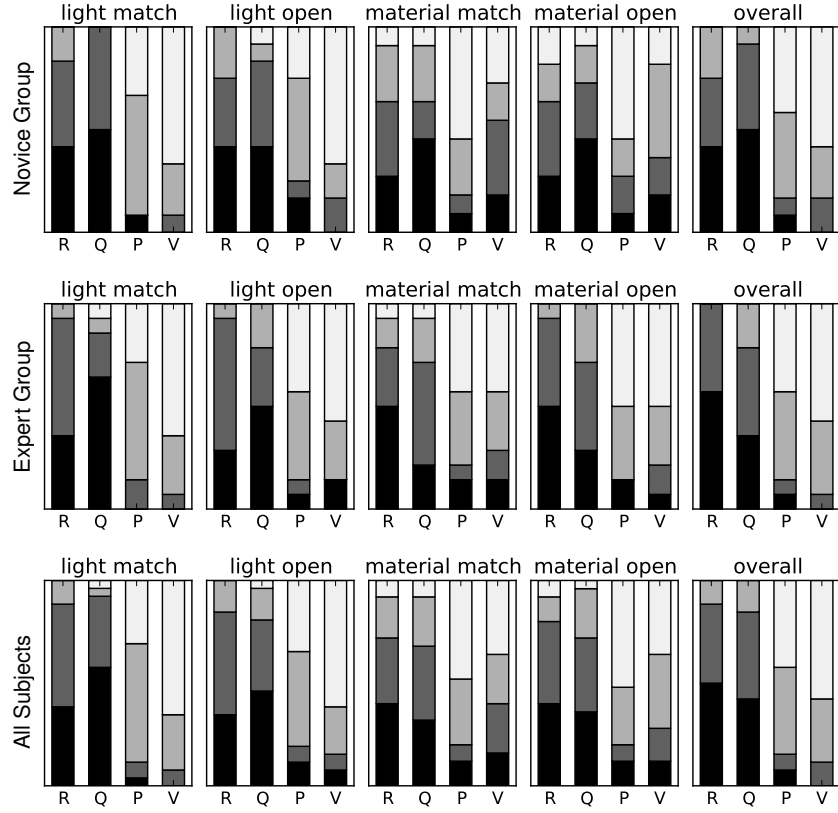 light match light open material match material open overall
Novice Group
R Q P V R Q P V R Q P V R Q P V R Q P V
light match light open material match material open overall
Expert Group
R Q P V R Q P V R Q P V R Q P V R Q P V
light match light open material match material open overall
All Subjects
R Q P V R Q P V R Q P V R Q P V R Q P V